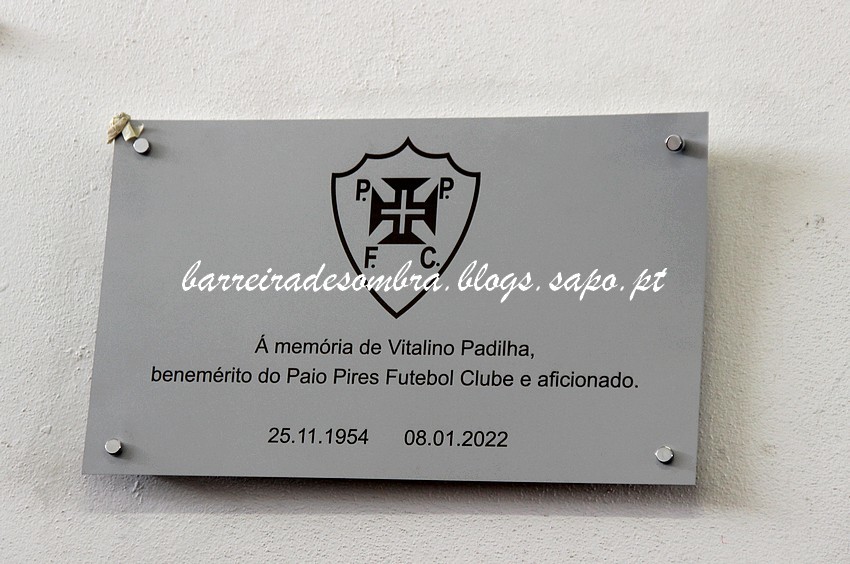 P. P.
F. C.
barreiradesombra.blogs.sapo.pt
Á memória de Vitalino Padilha,
benemérito do Paio Pires Futebol Clube e aficionado.
25.11.1954 08.01.2022